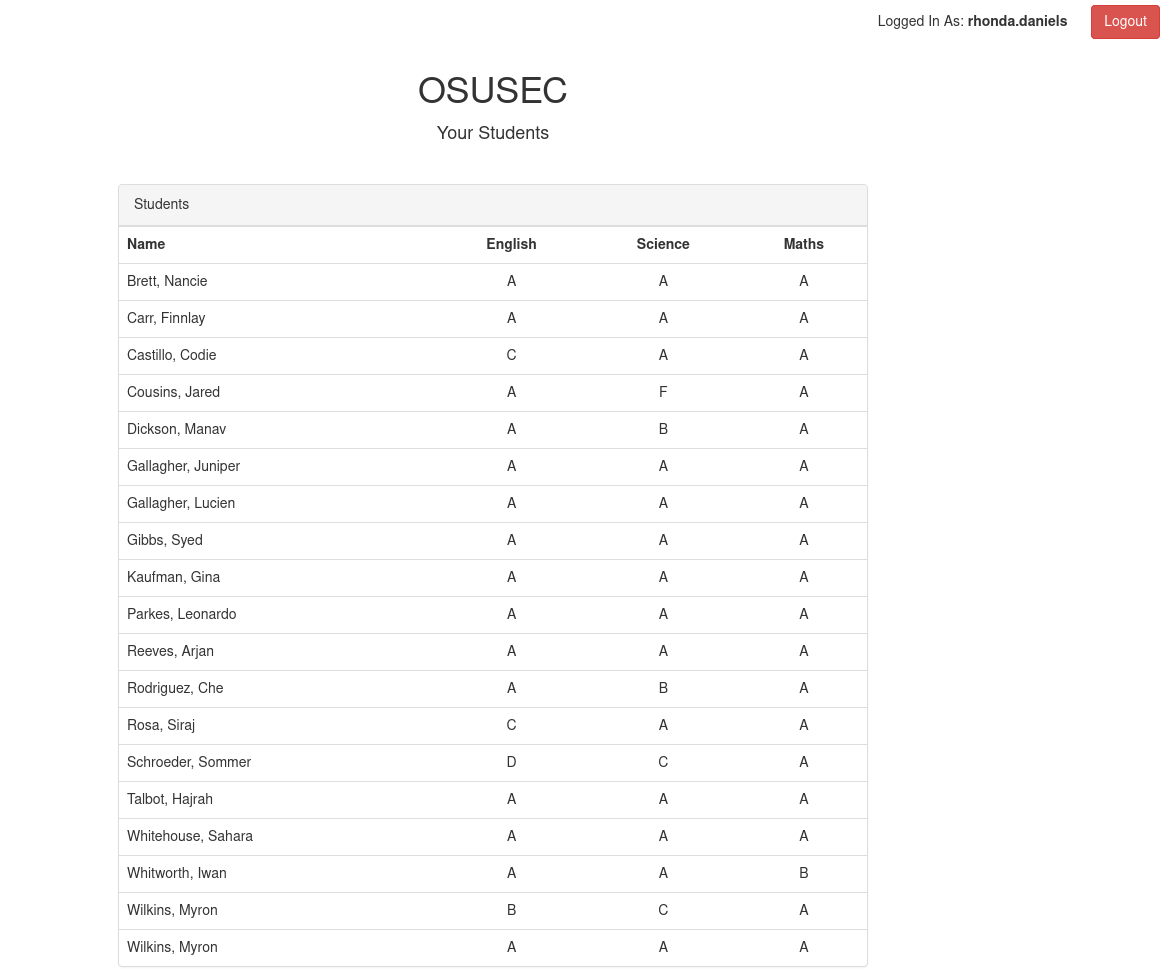 Logged In As: rhonda.daniels Logout
OSUSEC
Your Students
Students
Name English Science Maths
Brett, Nancie A A A
Carr, Finnlay A A A
Castillo, Codie C A A
Cousins, Jared A F A
Dickson, Manav A B A
Gallagher, Juniper A A A
Gallagher, Lucien A A A
Gibbs, Syed A A A
Kaufman, Gina A A A
Parkes, Leonardo A A A
Reeves, Arjan A A A
Rodriguez, Che A B A
Rosa, Siraj C A A
Schroeder, Sommer D C A
Talbot, Hajrah A A A
Whitehouse, Sahara A A A
Whitworth, Iwan A A B
Wilkins, Myron B C A
Wilkins, Myron A A A